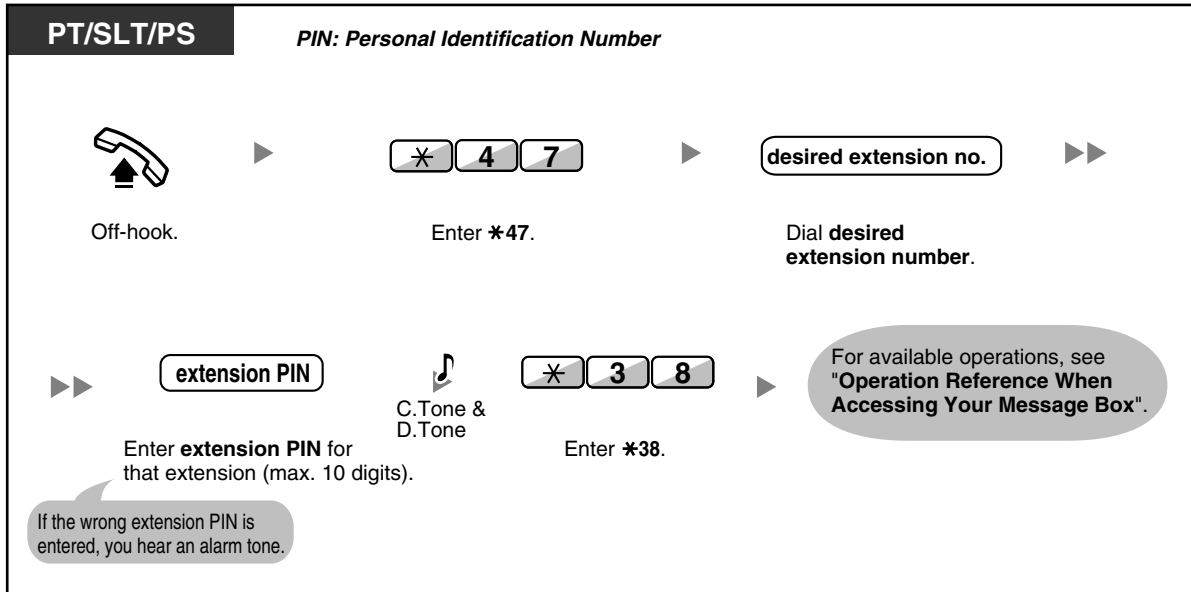 PT/SLT/PS
PIN: Personal Identification Number
* 4 7
desired extension no.
Off-hook.
Enter *47.
Dial desired
extension number.
extension PIN
C.Tone &
D.Tone
* 3 8
Enter extension PIN for
that extension (max. 10 digits).
Enter *38.
For available operations, see
"Operation Reference When
Accessing Your Message Box".
If the wrong extension PIN is
entered, you hear an alarm tone.